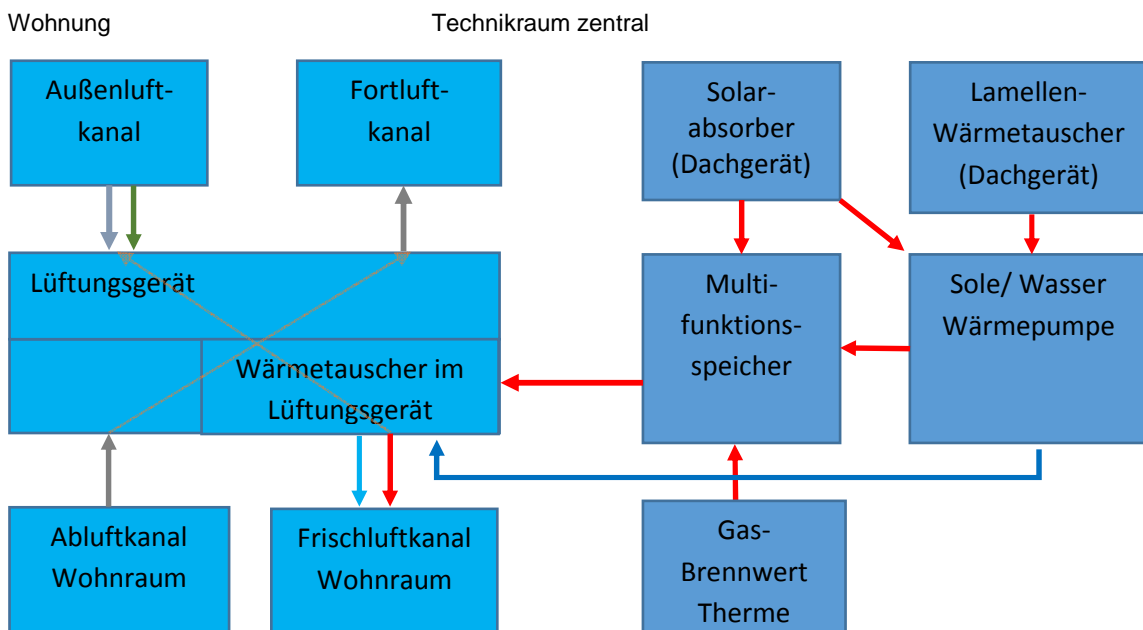 Wohnung
Technikraum zentral
Außenluft-
kanal
Fortluft-
kanal
Solar-
absorber
(Dachgerät)
Lamellen-
Wärmetauscher
(Dachgerät)
Lüftungsgerät
Wärmetauscher im
Lüftungsgerät
Multi-
funktions-
speicher
Sole/ Wasser
Wärmepumpe
Abluftkanal
Wohnraum
Frischluftkanal
Wohnraum
Gas-
Brennwert
Therme